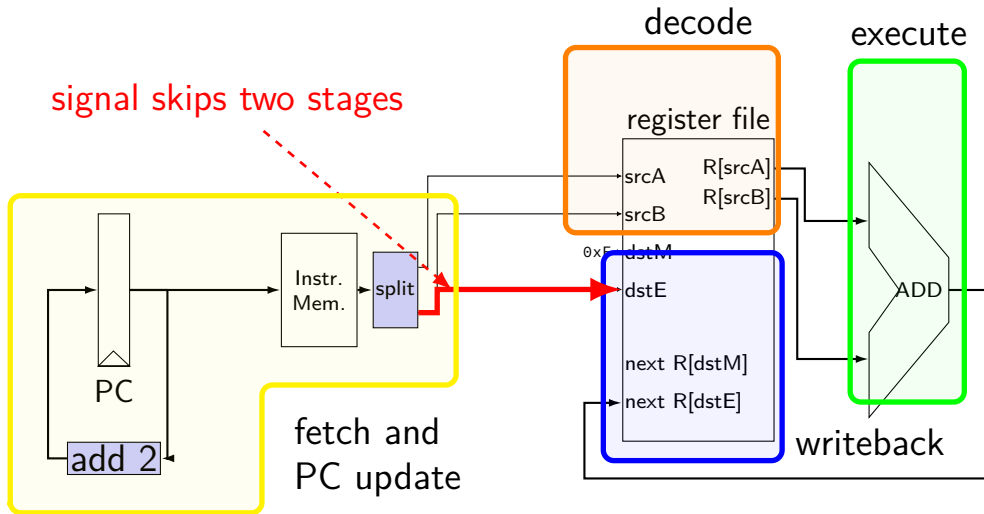 decode
execute
signal skips two stages
register file
R[srcA]
srcA
R[srcB]
srcB
0xF
dstM
Instr.
Mem.
split
dstE
ADD
PC
next R[dstM]
next R[dstE]
fetch and
PC update
writeback
add 2